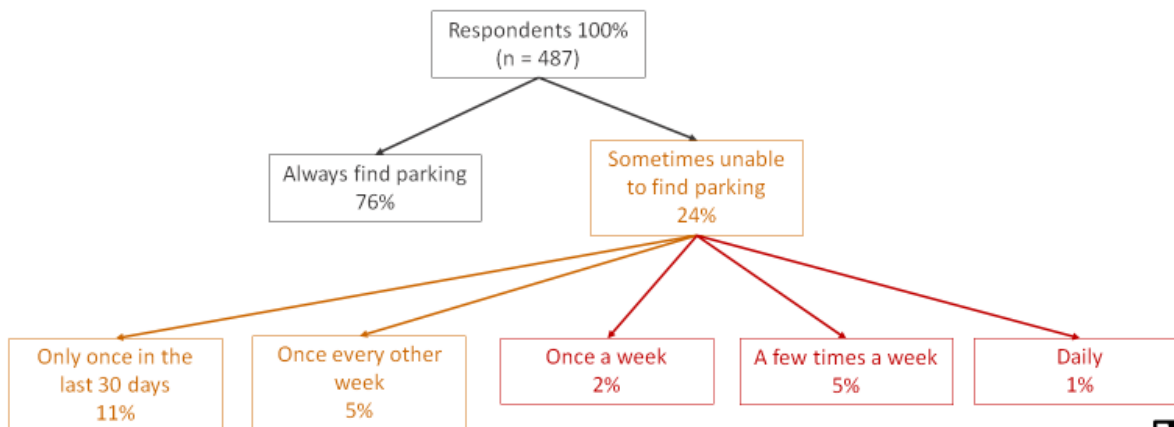 Respondents 100%
(n = 487)
Always find parking
76%
Sometimes unable
to find parking
24%
Only once in the
last 30 days
11%
Once every other
week
5%
Once a week
2%
A few times a week
5%
Daily
1%